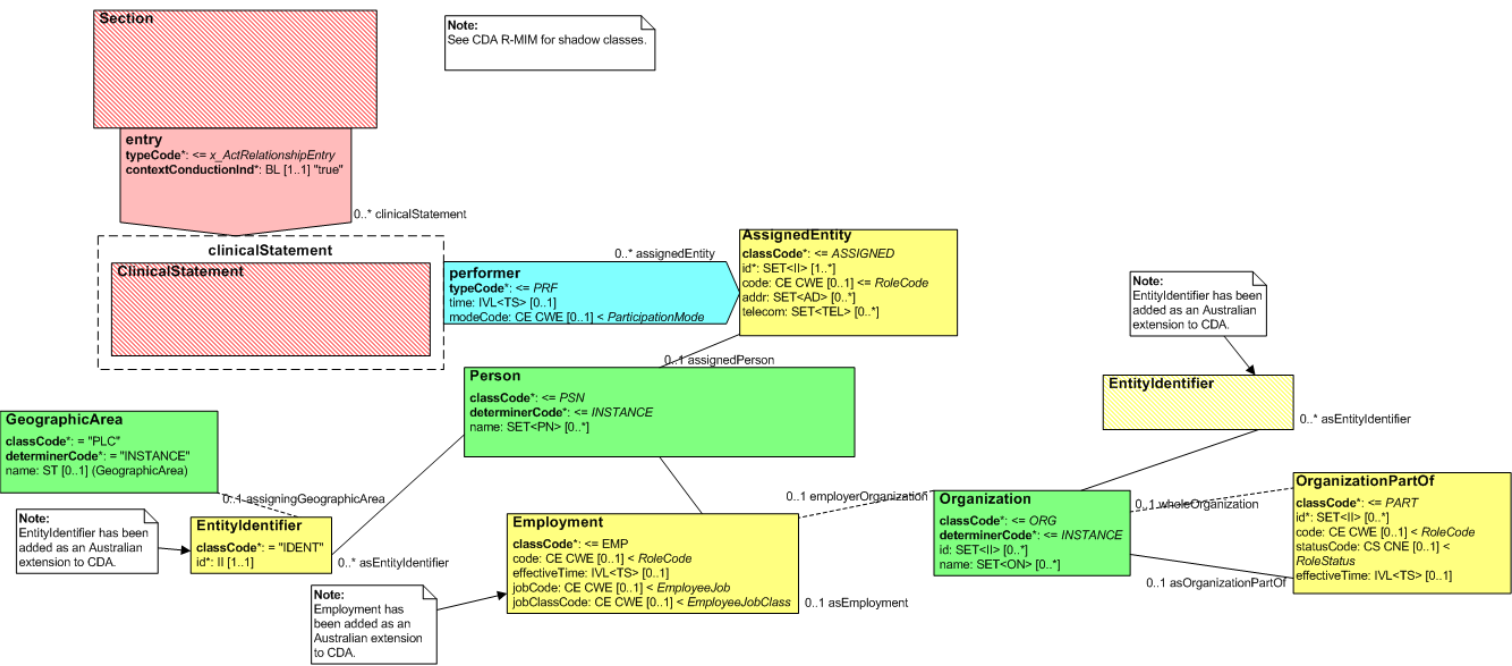 Section
Note:
See CDA R-MIM for shadow classes.
entry
typeCode*: <= x_ActRelationshipEntry
contextConductionInd*: BL [1..1] "true"
0..* clinicalStatement
clinicalStatement
ClinicalStatement
performer
typeCode*: <= PRF
time: IVL<TS> [0..1]
modeCode: CE CWE [0..1] < ParticipationMode
0..* assignedEntity
AssignedEntity
classCode*: <= ASSIGNED
id*: SET<II> [1..*]
code: CE CWE [0..1] <= RoleCode
addr: SET<AD> [0..*]
telecom: SET<TEL> [0..*]
Note:
EntityIdentifier has been
added as an Australian
extension to CDA.
0..1 assignedPerson
Person
classCode*: <= PSN
determinerCode*: <= INSTANCE
name: SET<PN> [0..*]
EntityIdentifier
0..* asEntityIdentifier
GeographicArea
classCode*: = "PLC"
determinerCode*: = "INSTANCE"
name: ST [0..1] (GeographicArea)
0..1 assigningGeographicArea
Note:
EntityIdentifier has been
added as an Australian
extension to CDA.
EntityIdentifier
classCode*: = "IDENT"
id*: II [1..1]
0..* asEntityIdentifier
Note:
Employment has
been added as an
Australian extension
to CDA.
Employment
classCode*: <= EMP
code: CE CWE [0..1] < RoleCode
effectiveTime: IVL<TS> [0..1]
jobCode: CE CWE [0..1] < EmployeeJob
jobClassCode: CE CWE [0..1] < EmployeeJobClass
0..1 asEmployment
0..1 employerOrganization
Organization
classCode*: <= ORG
determinerCode*: <= INSTANCE
id: SET<II> [0..*]
name: SET<ON> [0..*]
0..1 wholeOrganization
0..1 asOrganizationPartOf
OrganizationPartOf
classCode*: <= PART
id*: SET<II> [0..*]
code: CE CWE [0..1] < RoleCode
statusCode: CS CNE [0..1] <
RoleStatus
effectiveTime: IVL<TS> [0..1]